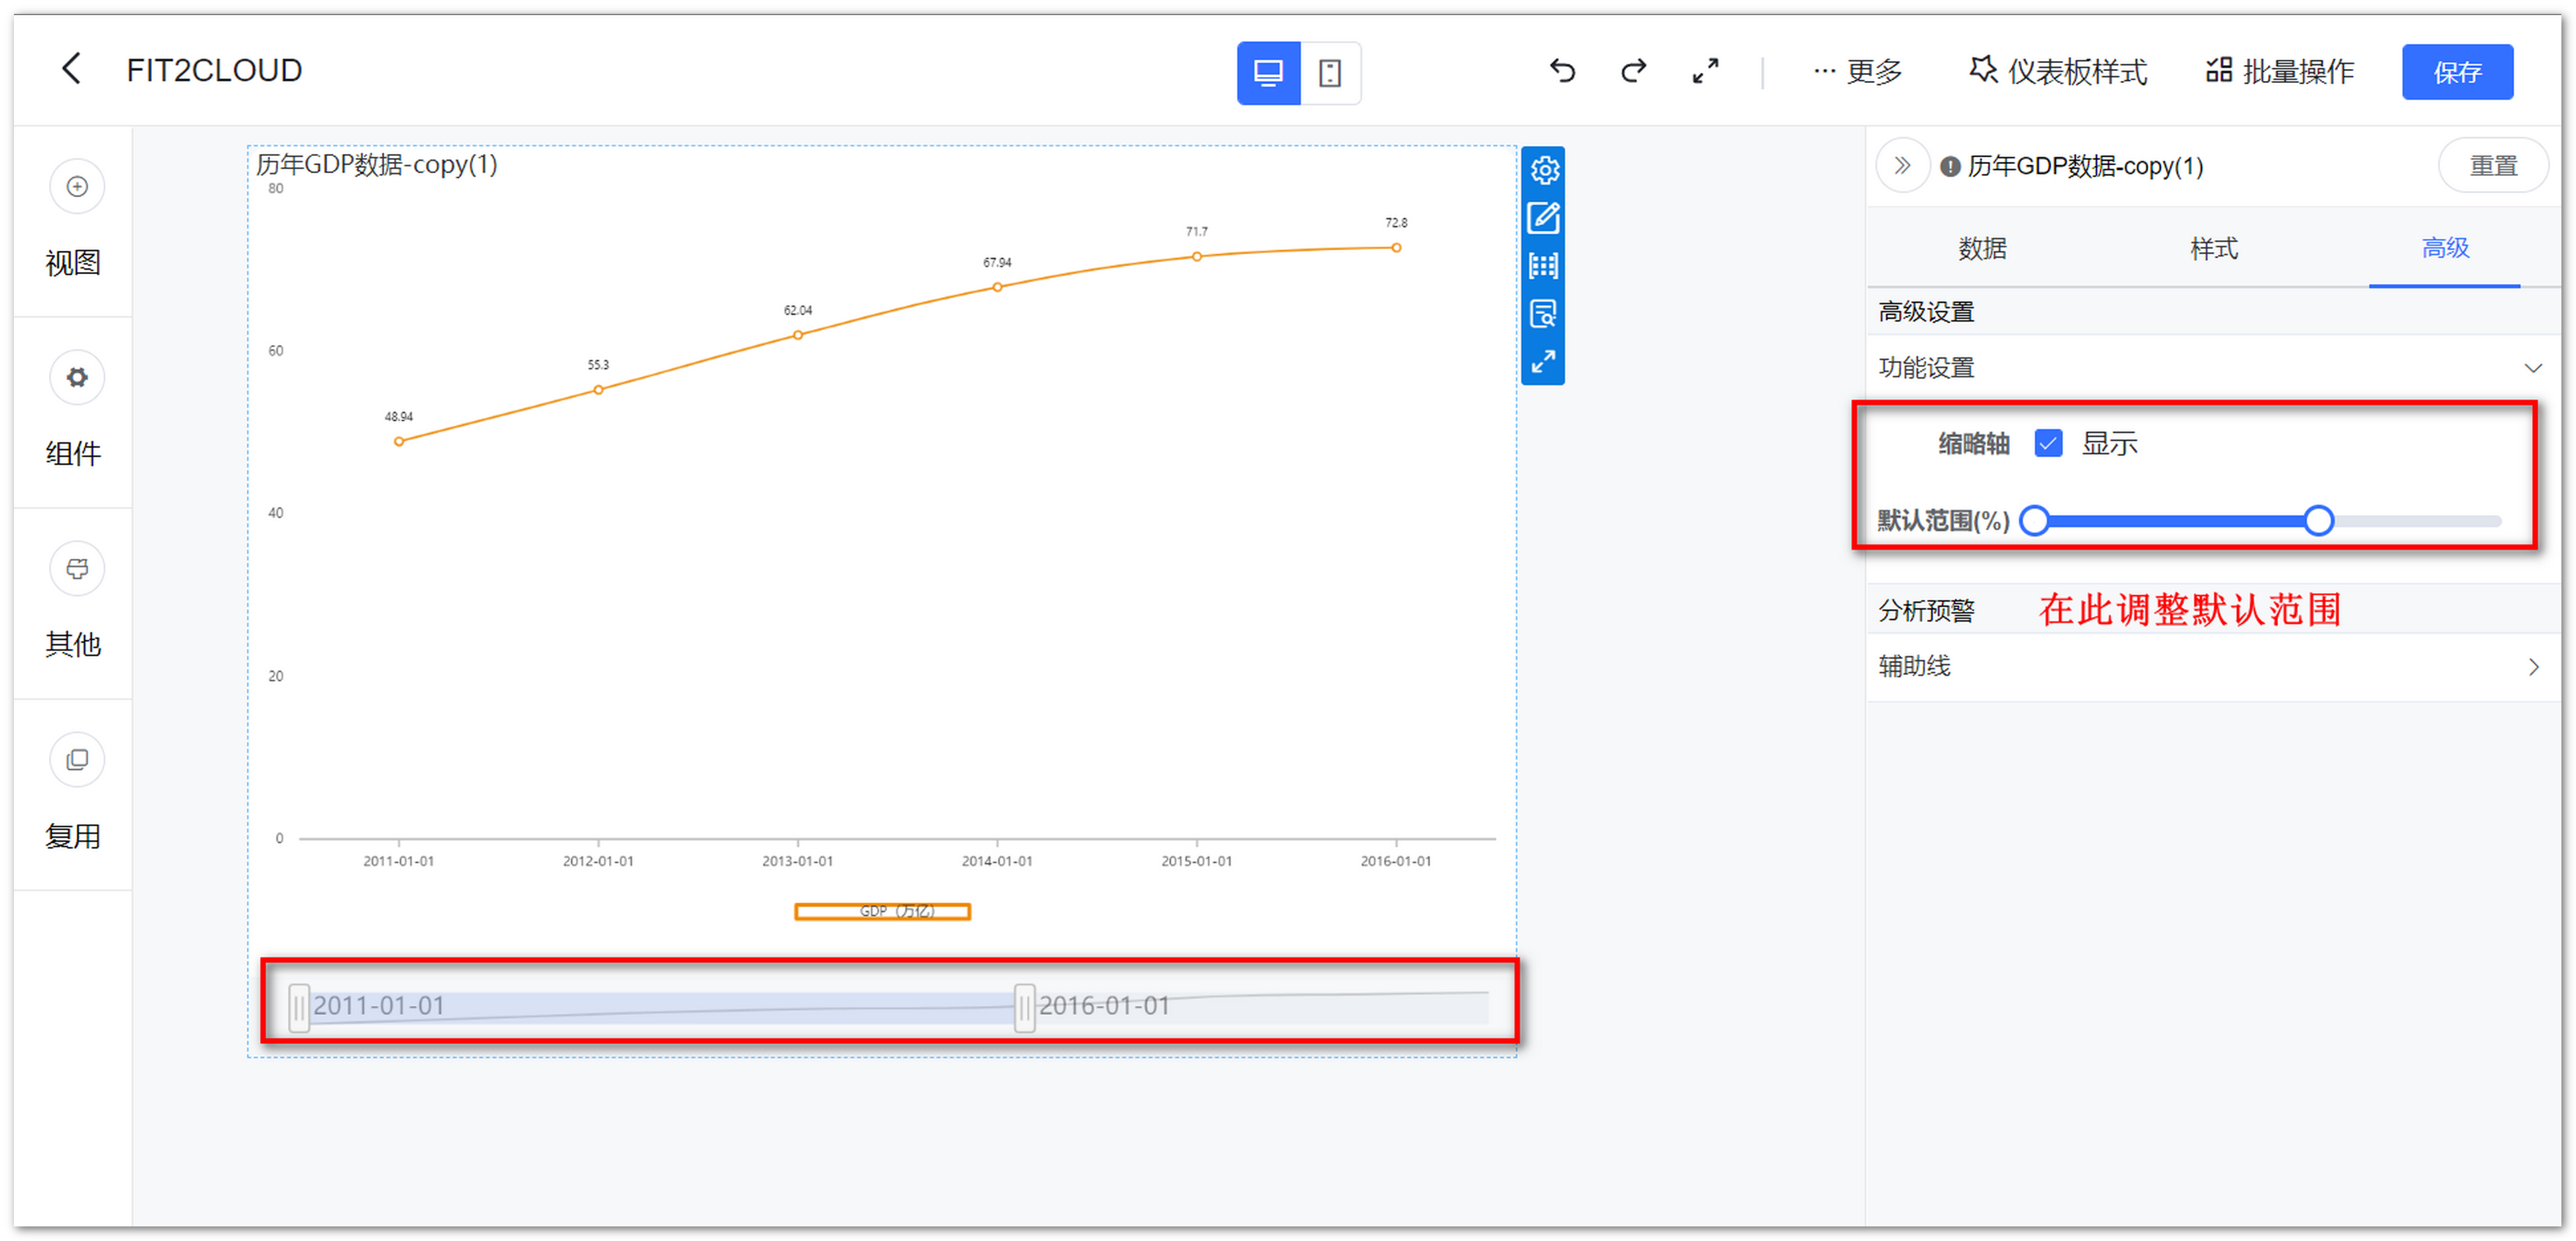 FIT2CLOUD
··· 更多
仪表板样式
批量操作
保存
视图
组件
其他
复用
历年GDP数据-copy(1)
80
60
40
20
0
48.94
55.3
62.04
67.94
71.7
72.8
2011-01-01
2012-01-01
2013-01-01
2014-01-01
2015-01-01
2016-01-01
GDP（万亿）
2011-01-01
2016-01-01
历年GDP数据-copy(1)
重置
数据
样式
高级
高级设置
功能设置
缩略轴
显示
默认范围(%)
分析预警
在此调整默认范围
辅助线